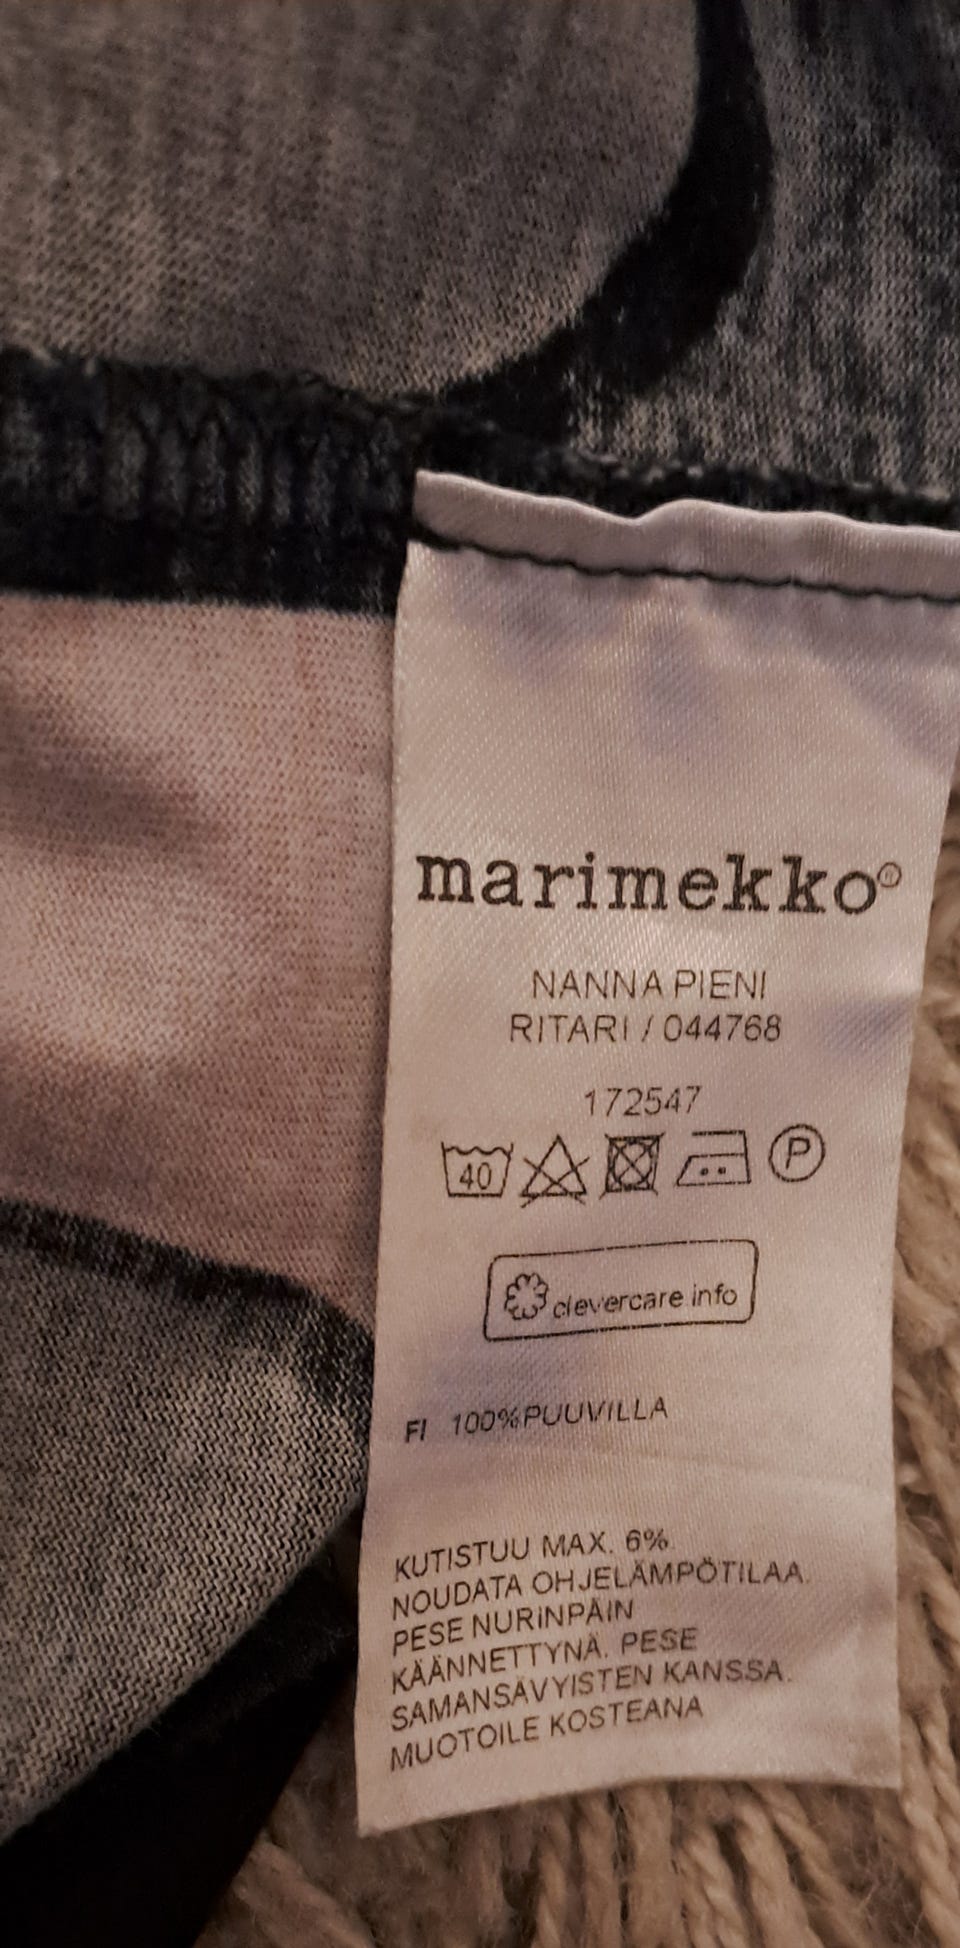 marimekko®
NANNA PIENI
RITARI / 044768
172547
40 P
clevercare.info
FI 100%PUUVILLA
KUTISTUU MAX. 6%.
NOUDATA OHJELÄMPÖTILAA.
PESE NURINPÄIN
KÄÄNNETTYNÄ. PESE
SAMANSÄVYISTEN KANSSA.
MUOTOILE KOSTEANA